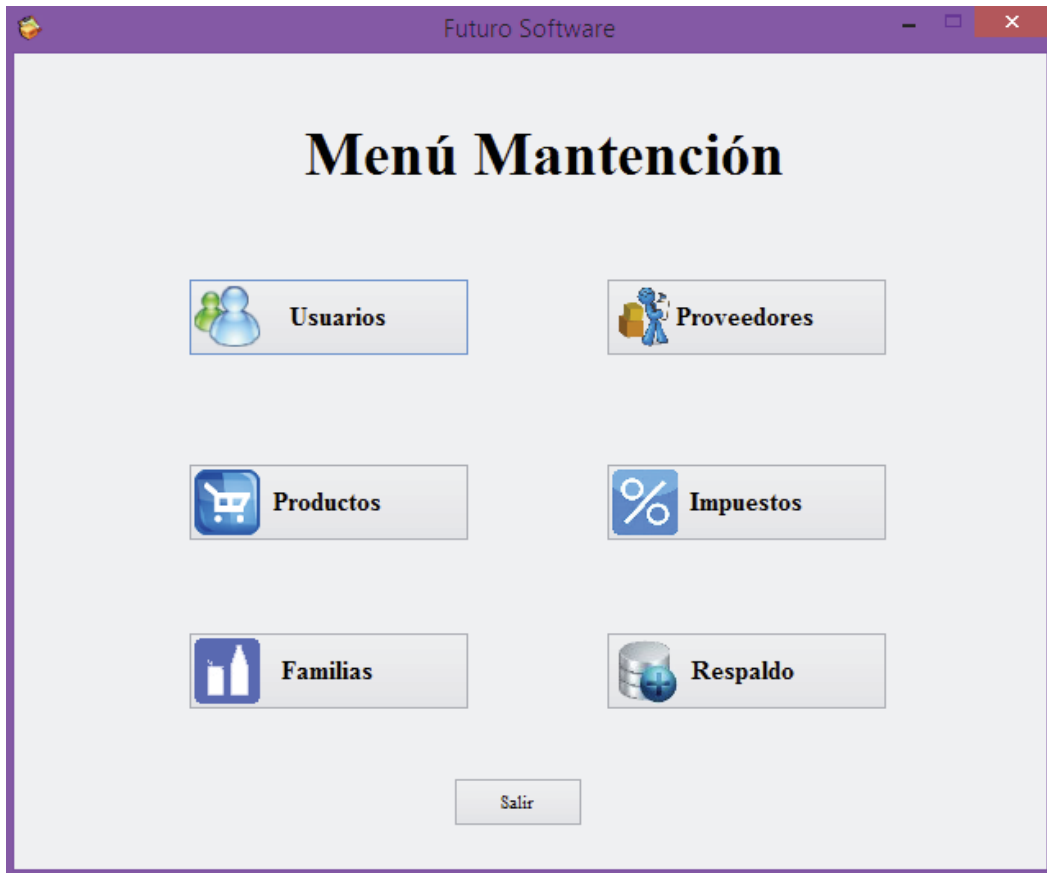 Futuro Software
Menú Mantención
Usuarios
Proveedores
Productos
Impuestos
Familias
Respaldo
Salir